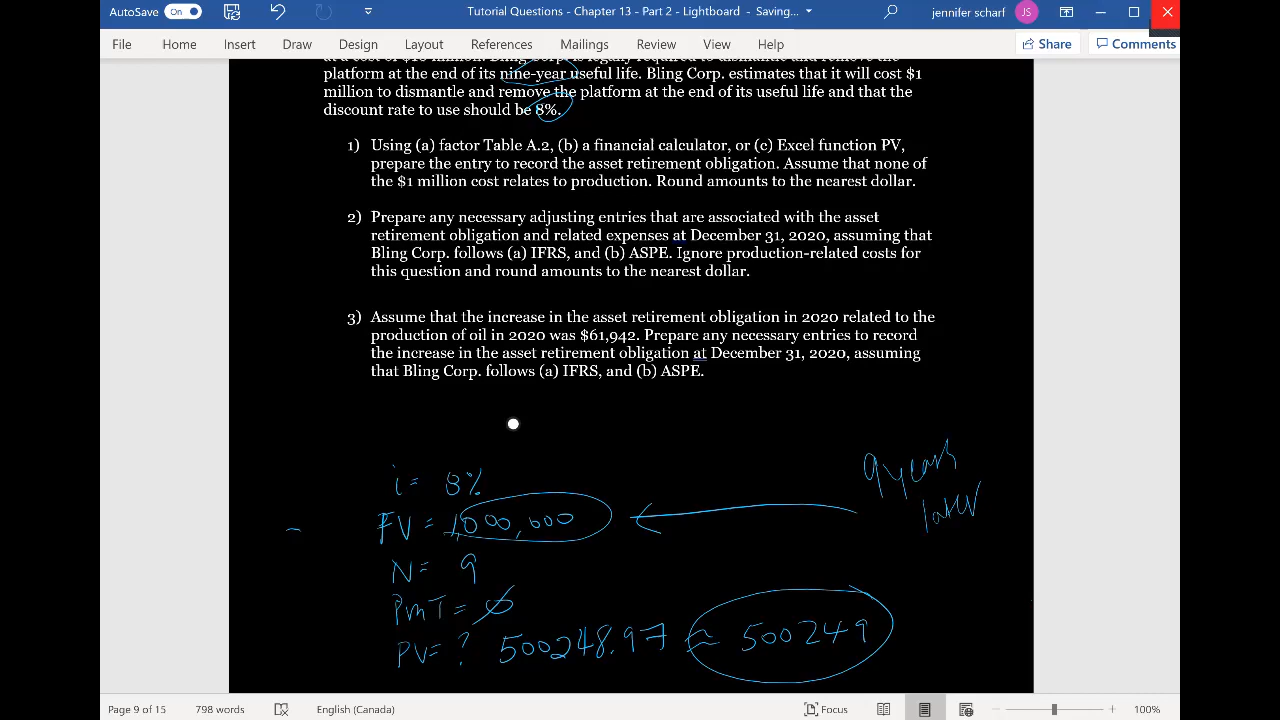 AutoSave On Tutorial Questions - Chapter 13 - Part 2 - Lightboard - Saving... jennifer scharf JS
File Home Insert Draw Design Layout References Mailings Review View Help Share Comments
platform at the end of its nine-year useful life. Bling Corp. estimates that it will cost $1
million to dismantle and remove the platform at the end of its useful life and that the
discount rate to use should be 8%.
1) Using (a) factor Table A.2, (b) a financial calculator, or (c) Excel function PV,
prepare the entry to record the asset retirement obligation. Assume that none of
the $1 million cost relates to production. Round amounts to the nearest dollar.
2) Prepare any necessary adjusting entries that are associated with the asset
retirement obligation and related expenses at December 31, 2020, assuming that
Bling Corp. follows (a) IFRS, and (b) ASPE. Ignore production-related costs for
this question and round amounts to the nearest dollar.
3) Assume that the increase in the asset retirement obligation in 2020 related to the
production of oil in 2020 was $61,942. Prepare any necessary entries to record
the increase in the asset retirement obligation at December 31, 2020, assuming
that Bling Corp. follows (a) IFRS, and (b) ASPE.
9 years
later
i = 8%
FV = 1,000,000
N = 9
PmT = ∅
PV = ? 500248.97 ≈ 500249
Page 9 of 15 798 words English (Canada) Focus 100%